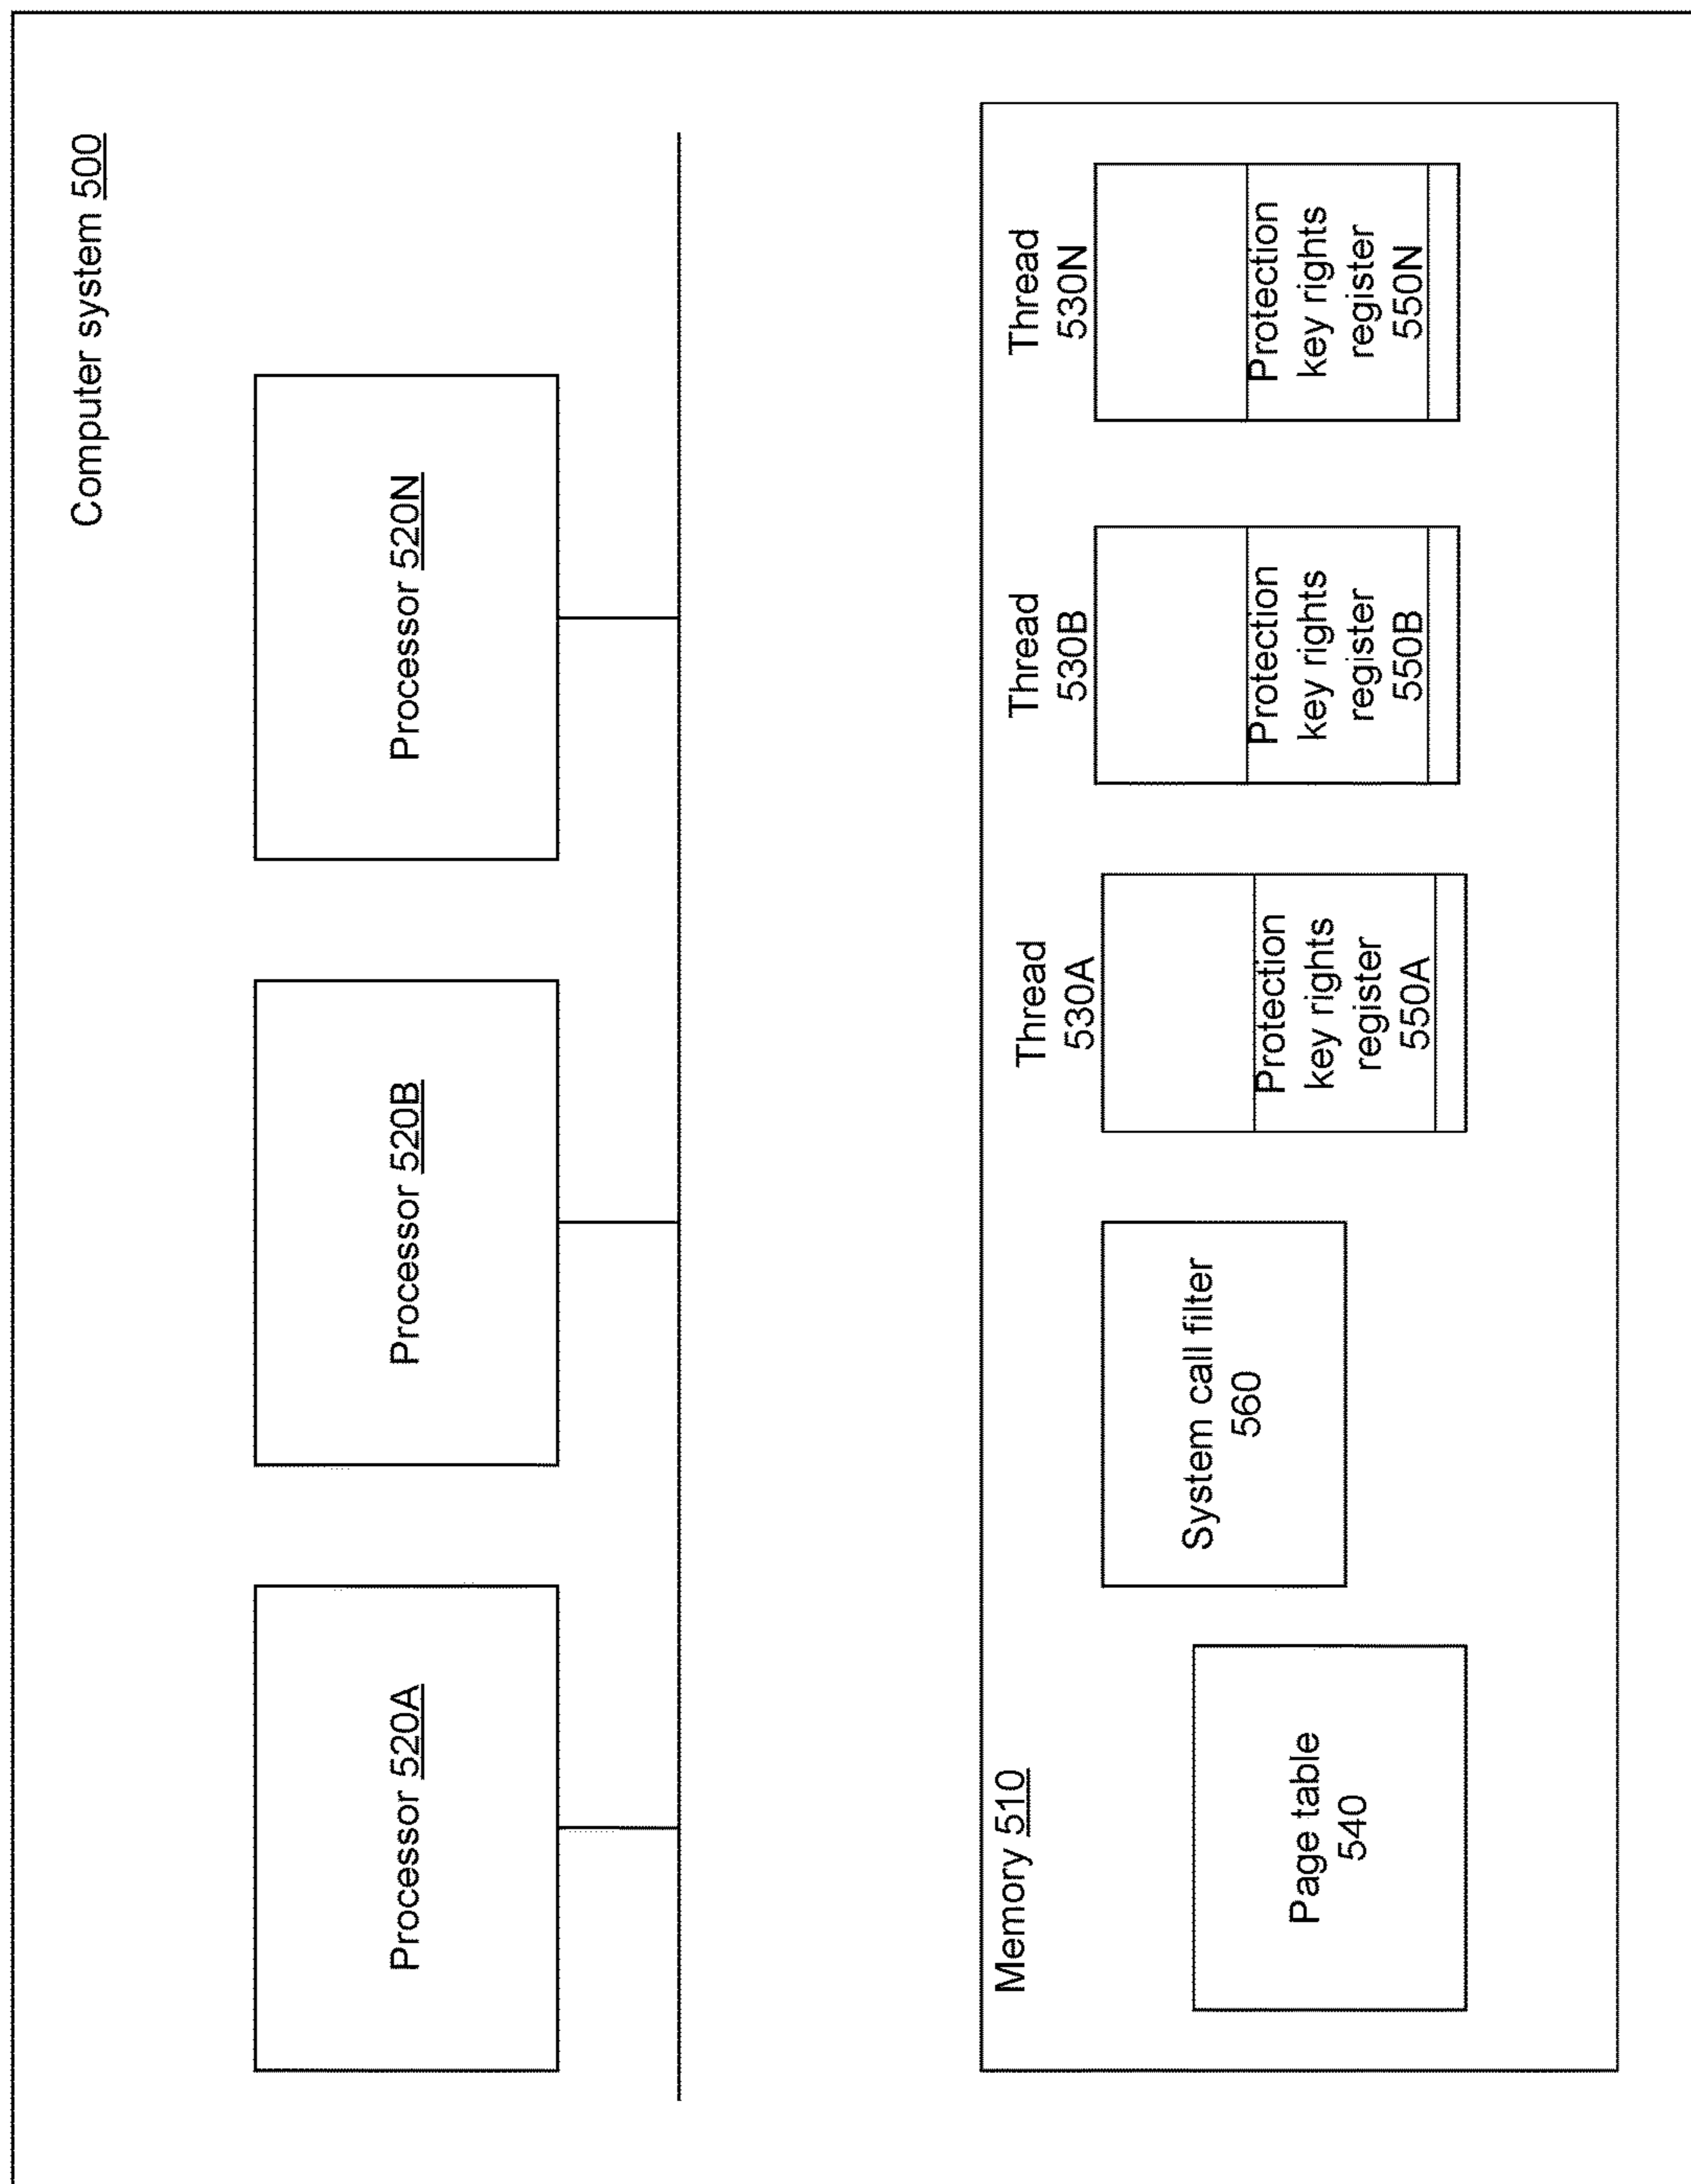 Computer system 500
Processor 520A
Processor 520B
Processor 520N
Memory 510
Page table
540
System call filter
560
Thread
530A
Protection
key rights
register
550A
Thread
530B
Protection
key rights
register
550B
Thread
530N
Protection
key rights
register
550N